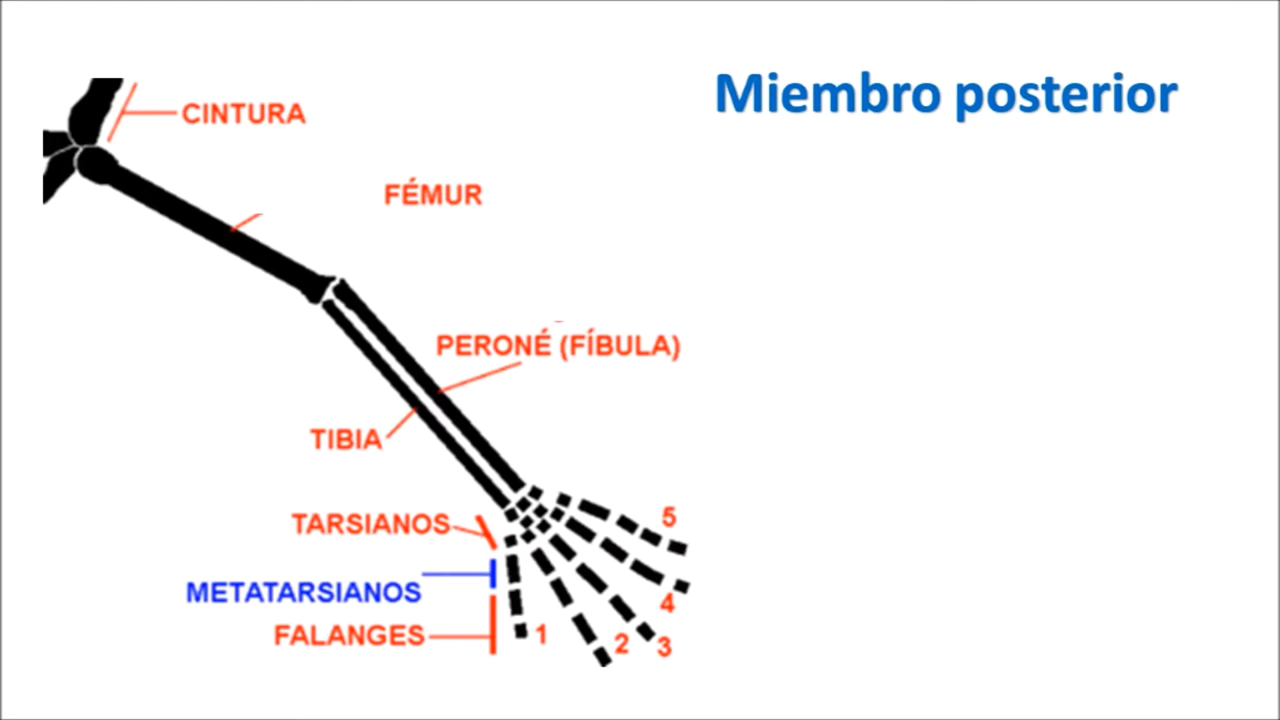 Miembro posterior
CINTURA
FÉMUR
PERONÉ (FÍBULA)
TIBIA
TARSIANOS
METATARSIANOS
FALANGES
5
4
1
2
3